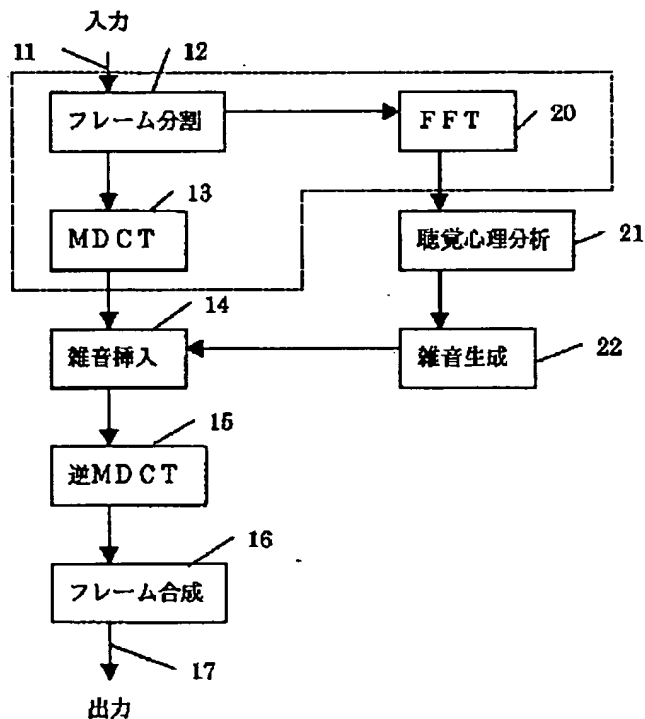 入力
11
12
フレーム分割
FFT
20
13
MDCT
聴覚心理分析
21
14
雑音挿入
雑音生成
22
15
逆MDCT
16
フレーム合成
17
出力